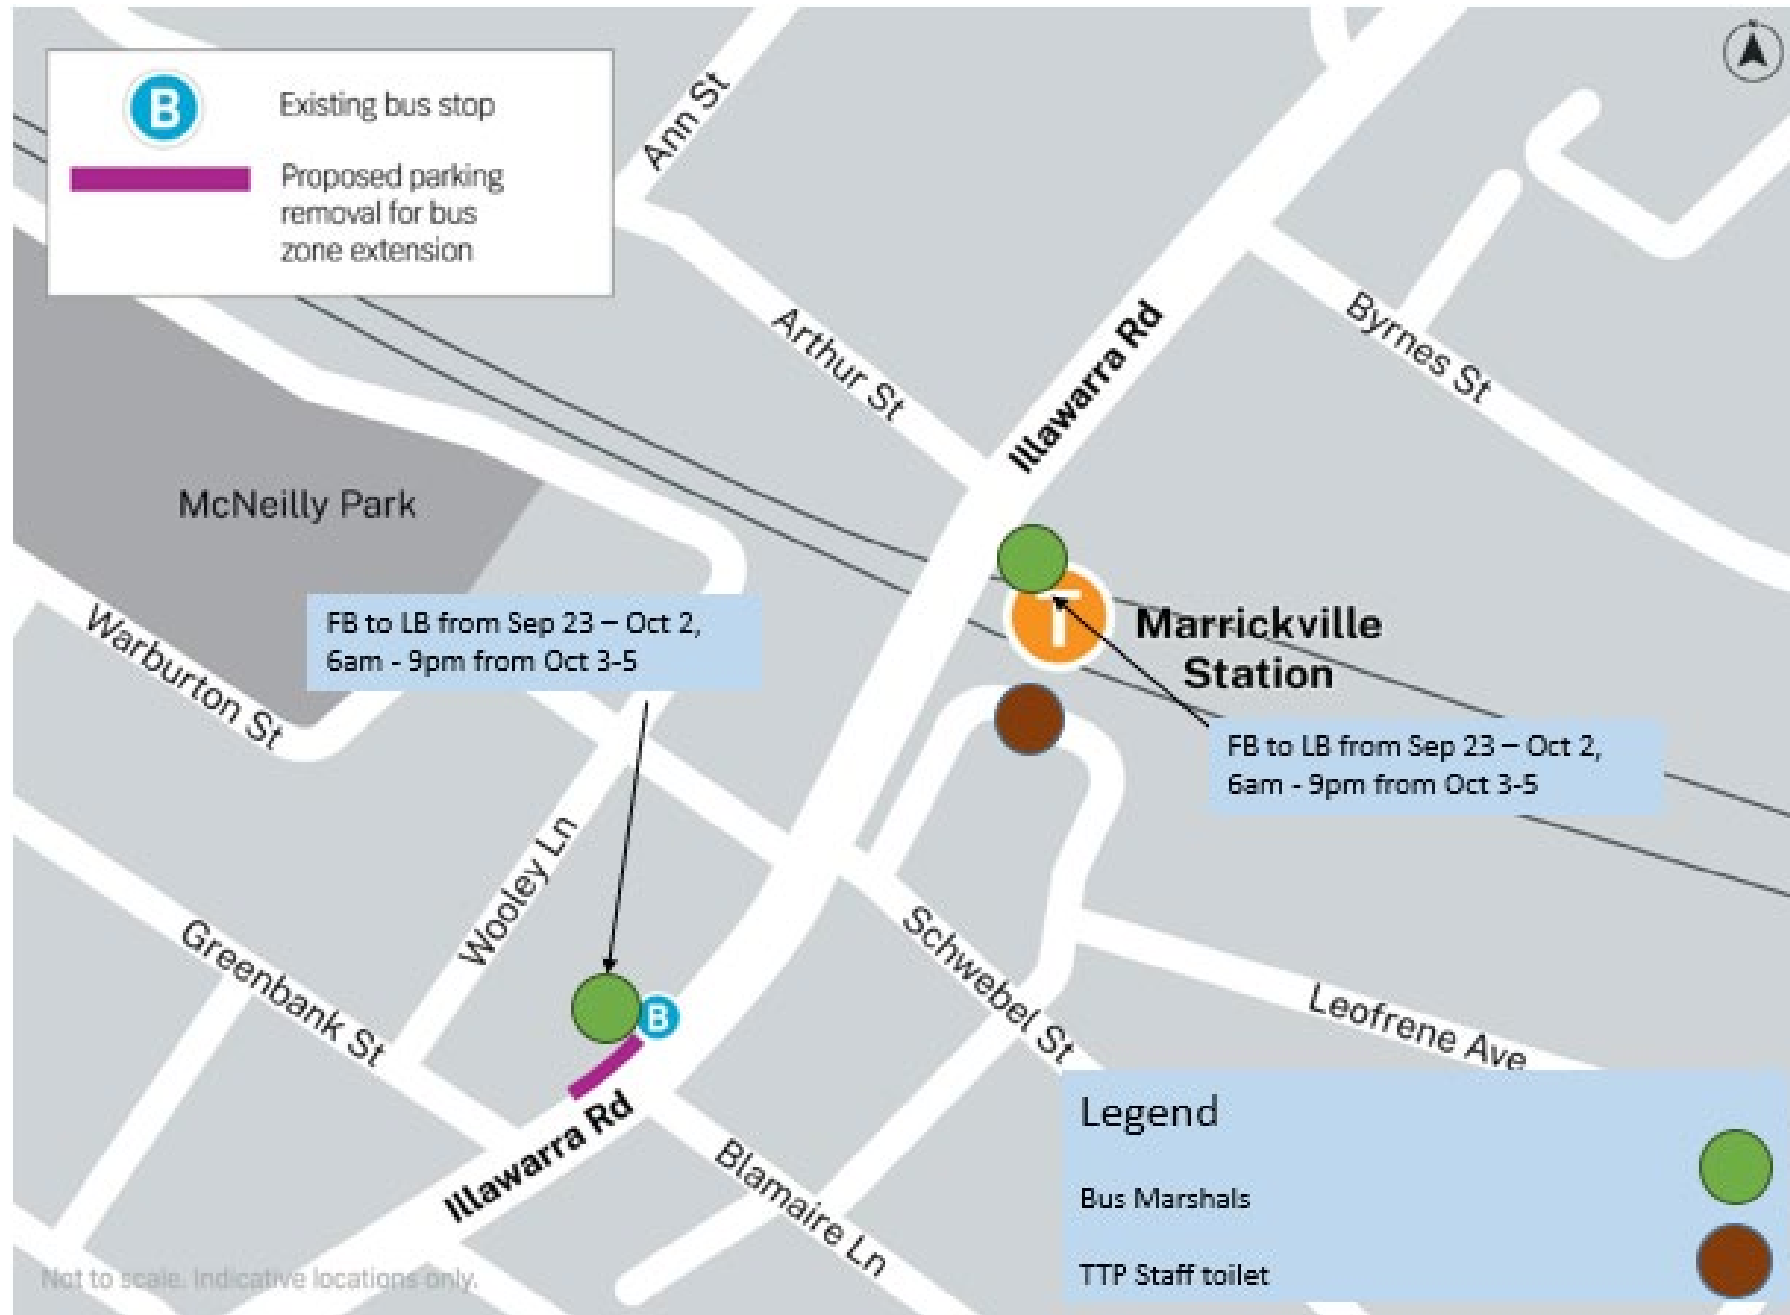 N
B
Existing bus stop
Proposed parking
removal for bus
zone extension
Ann St
Arthur St
Illawarra Rd
Byrnes St
McNeilly Park
Warburton St
FB to LB from Sep 23 – Oct 2,
6am - 9pm from Oct 3-5
T
Marrickville
Station
FB to LB from Sep 23 – Oct 2,
6am - 9pm from Oct 3-5
Wooley Ln
Greenbank St
Schwebel St
Leofrene Ave
B
Illawarra Rd
Blamaire Ln
Legend
Bus Marshals
TTP Staff toilet
Not to scale. Indicative locations only.